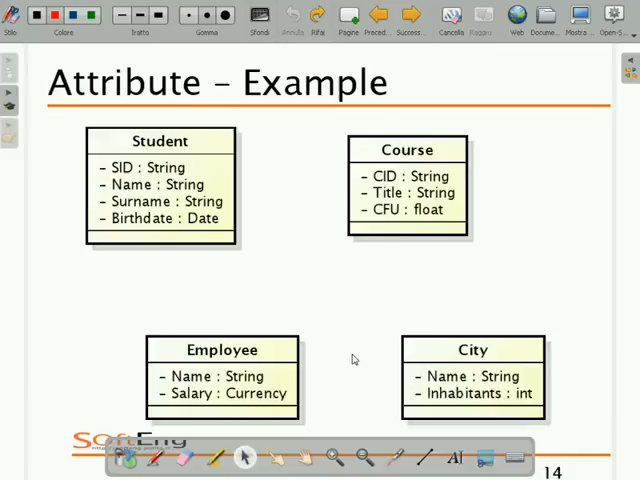 Stilo
Colore
Tratto
Gomma
Sfondi
Annulla
Rifai
Pagine
Preced...
Success...
Cancella
Raggru
Web
Docume...
Mostra ...
Open-S...
Attribute – Example
Student
– SID : String
– Name : String
– Surname : String
– Birthdate : Date
Course
– CID : String
– Title : String
– CFU : float
Employee
– Name : String
– Salary : Currency
City
– Name : String
– Inhabitants : int
SoftEng
14